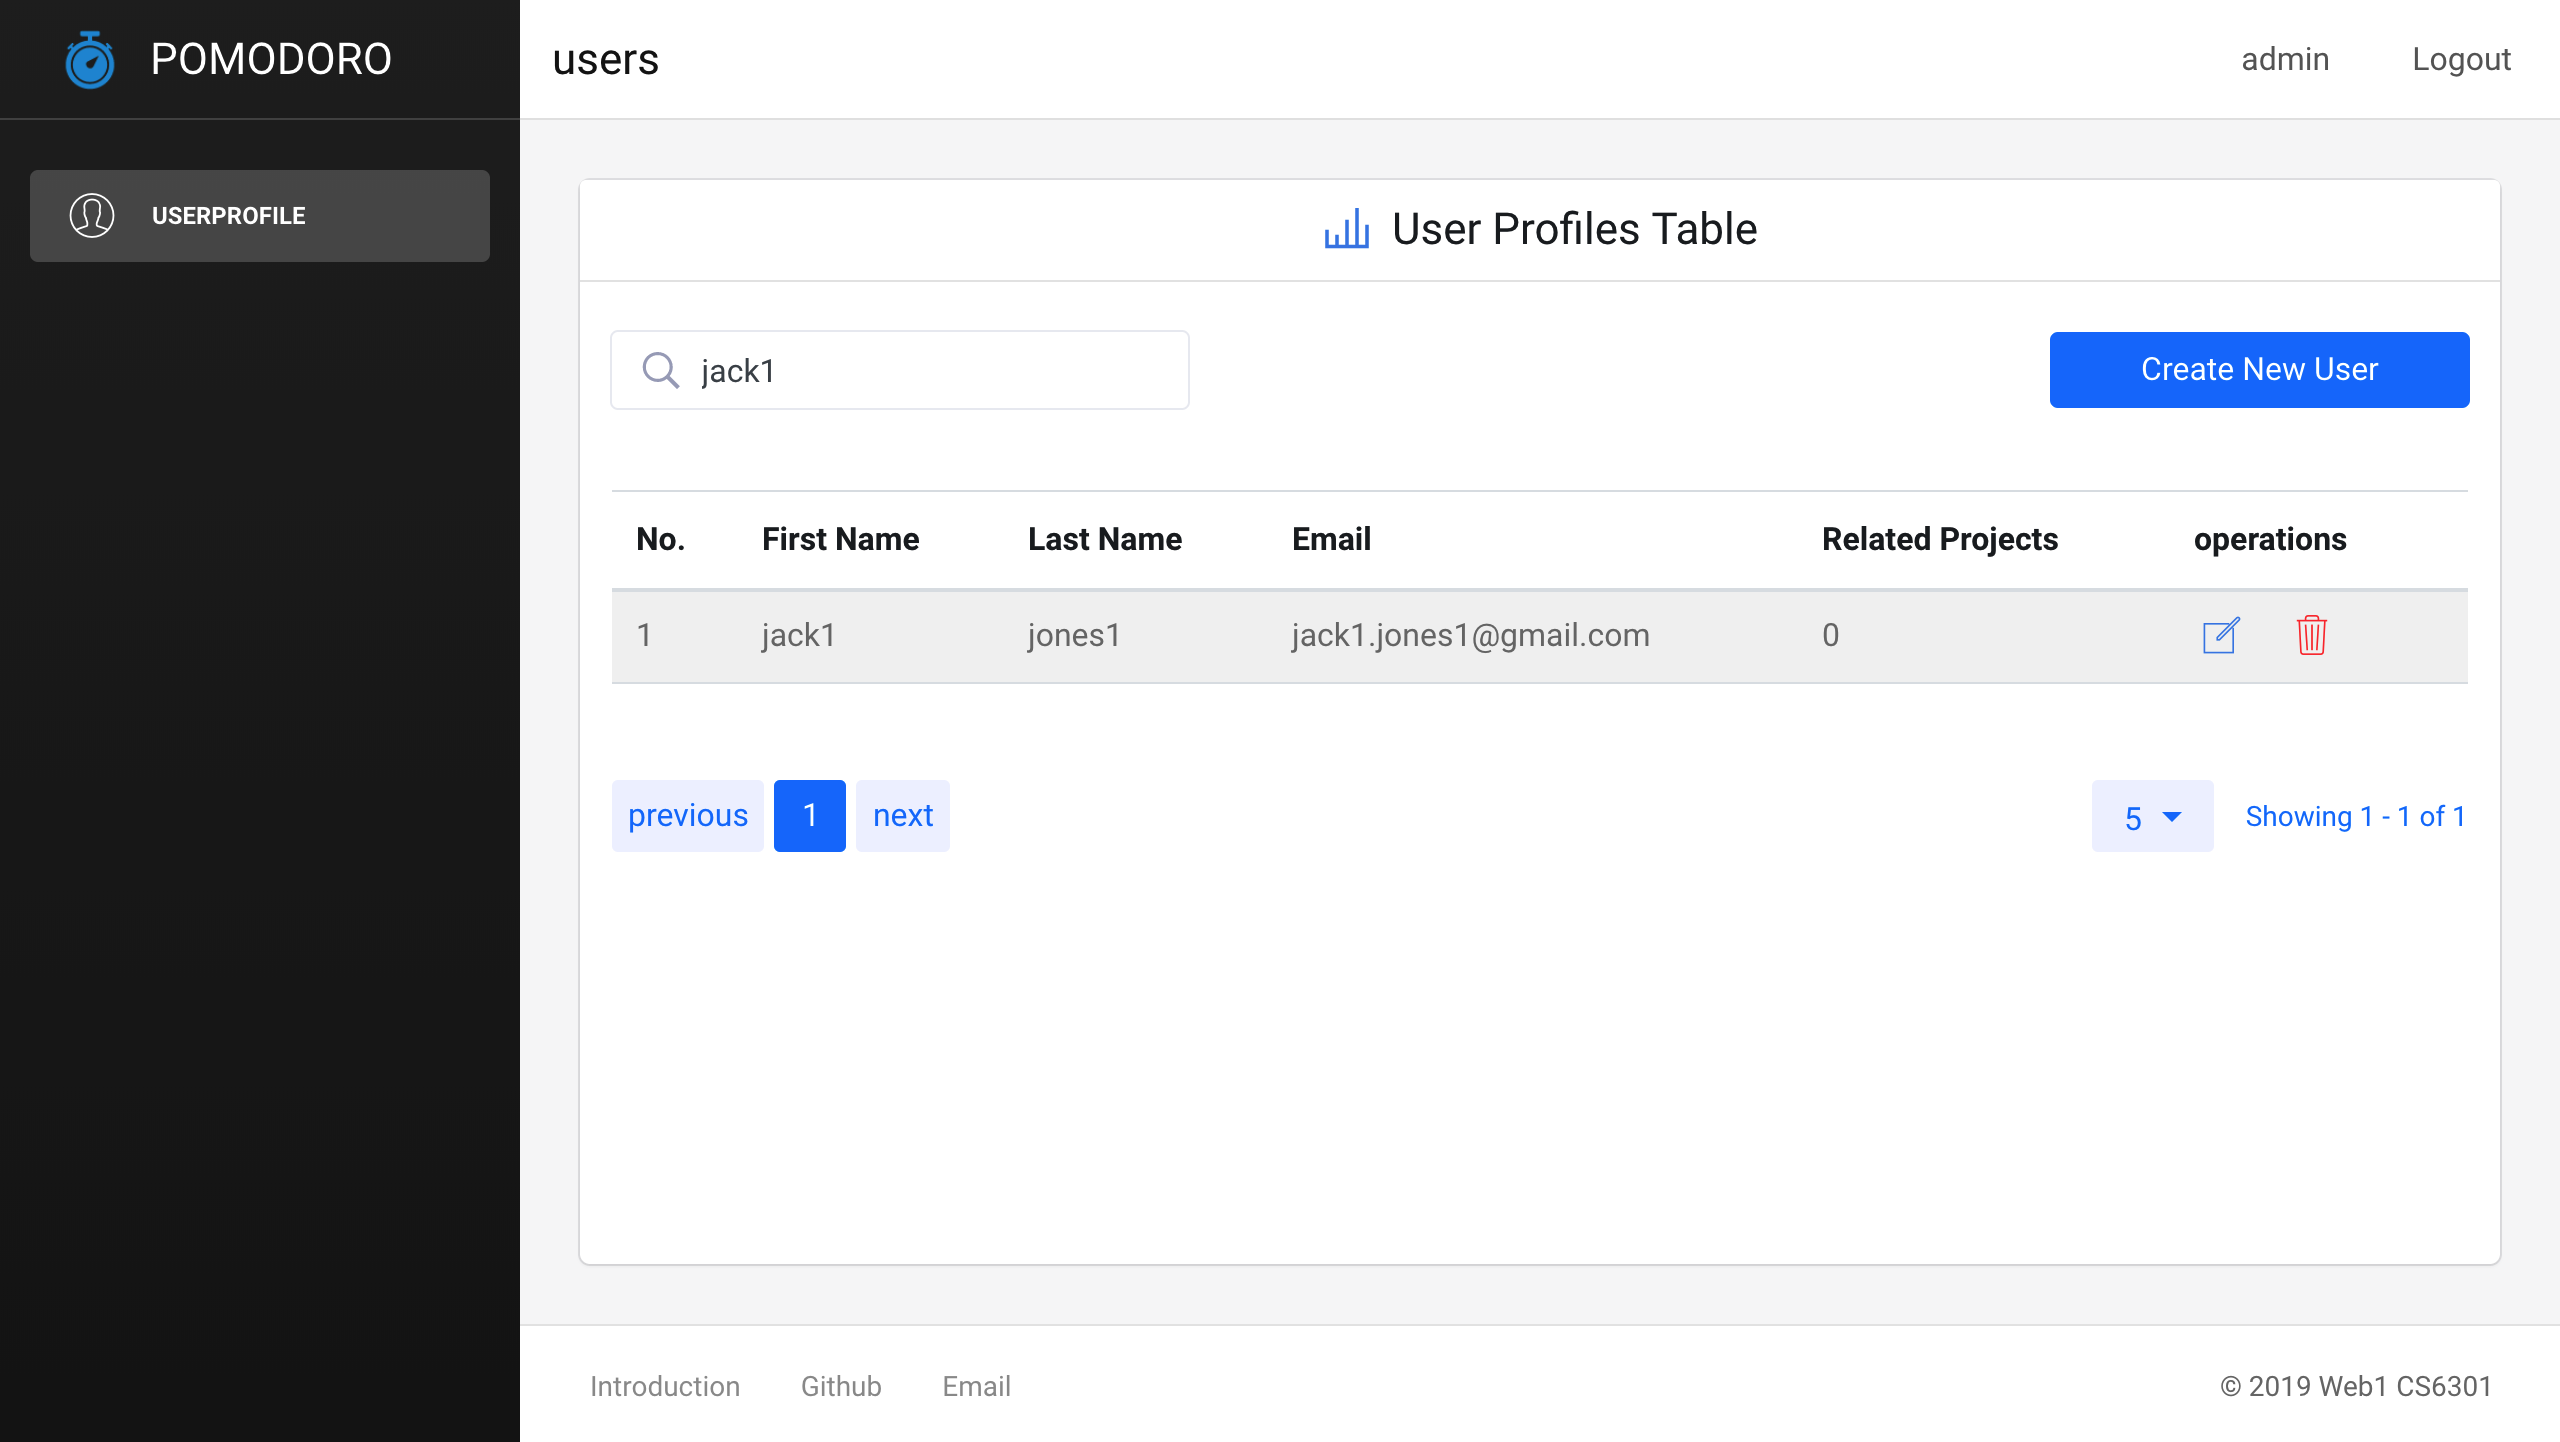 POMODORO
users
admin
Logout
USERPROFILE
User Profiles Table
jack1
Create New User
No. First Name Last Name Email Related Projects operations
1 jack1 jones1 jack1.jones1@gmail.com 0
previous 1 next
5
Showing 1 - 1 of 1
Introduction Github Email
© 2019 Web1 CS6301